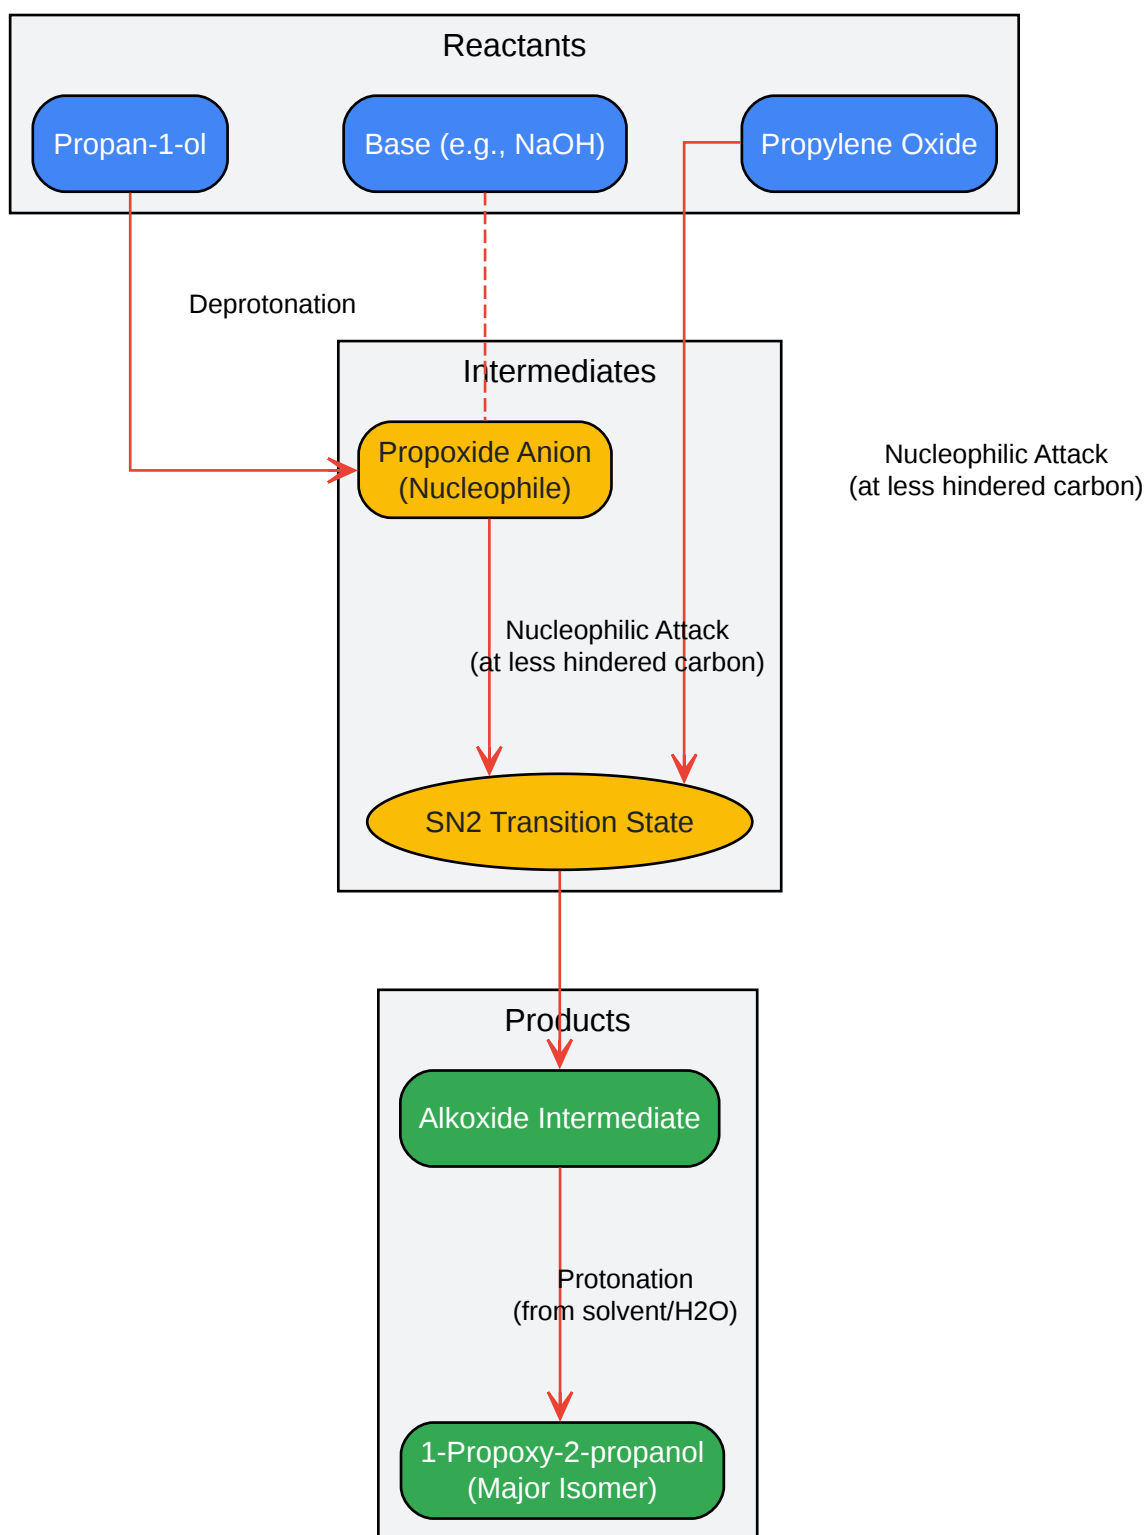 Reactants
Propan-1-ol
Base (e.g., NaOH)
Propylene Oxide
Deprotonation
Intermediates
Propoxide Anion
(Nucleophile)
Nucleophilic Attack
(at less hindered carbon)
Nucleophilic Attack
(at less hindered carbon)
SN2 Transition State
Products
Alkoxide Intermediate
Protonation
(from solvent/H2O)
1-Propoxy-2-propanol
(Major Isomer)